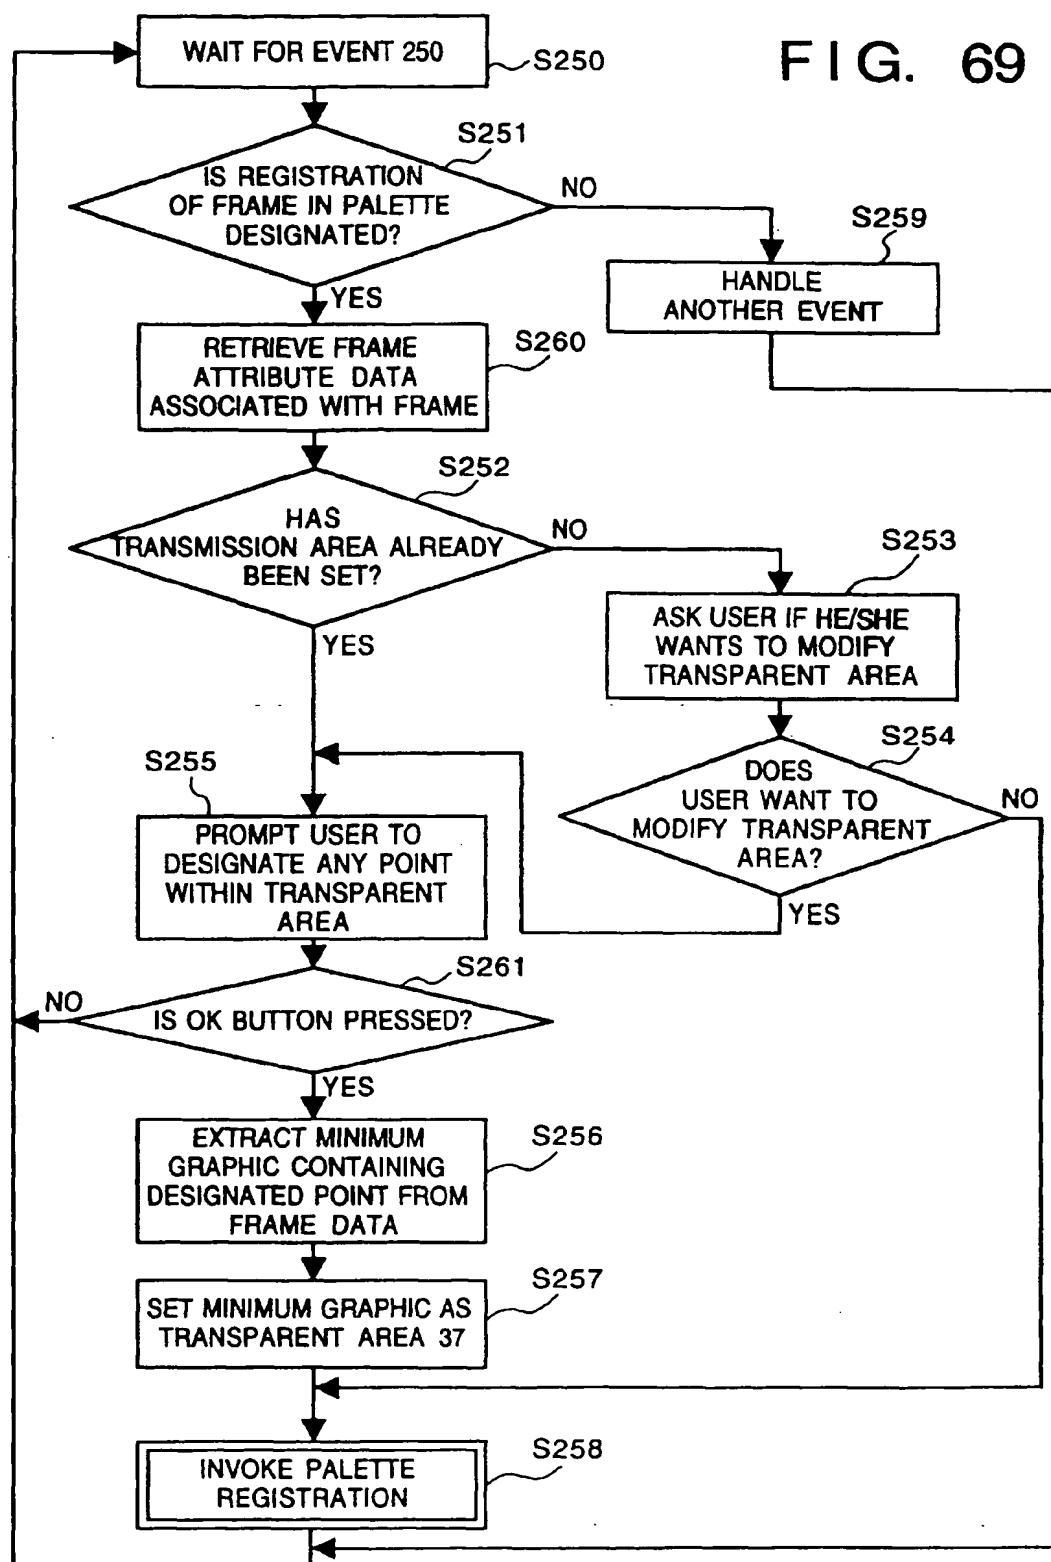 FIG. 69
WAIT FOR EVENT 250
S250
S251
IS REGISTRATION
OF FRAME IN PALETTE
DESIGNATED?
NO
YES
S259
HANDLE
ANOTHER EVENT
S260
RETRIEVE FRAME
ATTRIBUTE DATA
ASSOCIATED WITH FRAME
S252
HAS
TRANSMISSION AREA ALREADY
BEEN SET?
NO
YES
S253
ASK USER IF HE/SHE
WANTS TO MODIFY
TRANSPARENT AREA
S254
DOES
USER WANT TO
MODIFY TRANSPARENT
AREA?
NO
YES
S255
PROMPT USER TO
DESIGNATE ANY POINT
WITHIN TRANSPARENT
AREA
S261
IS OK BUTTON PRESSED?
NO
YES
S256
EXTRACT MINIMUM
GRAPHIC CONTAINING
DESIGNATED POINT FROM
FRAME DATA
S257
SET MINIMUM GRAPHIC AS
TRANSPARENT AREA 37
S258
INVOKE PALETTE
REGISTRATION